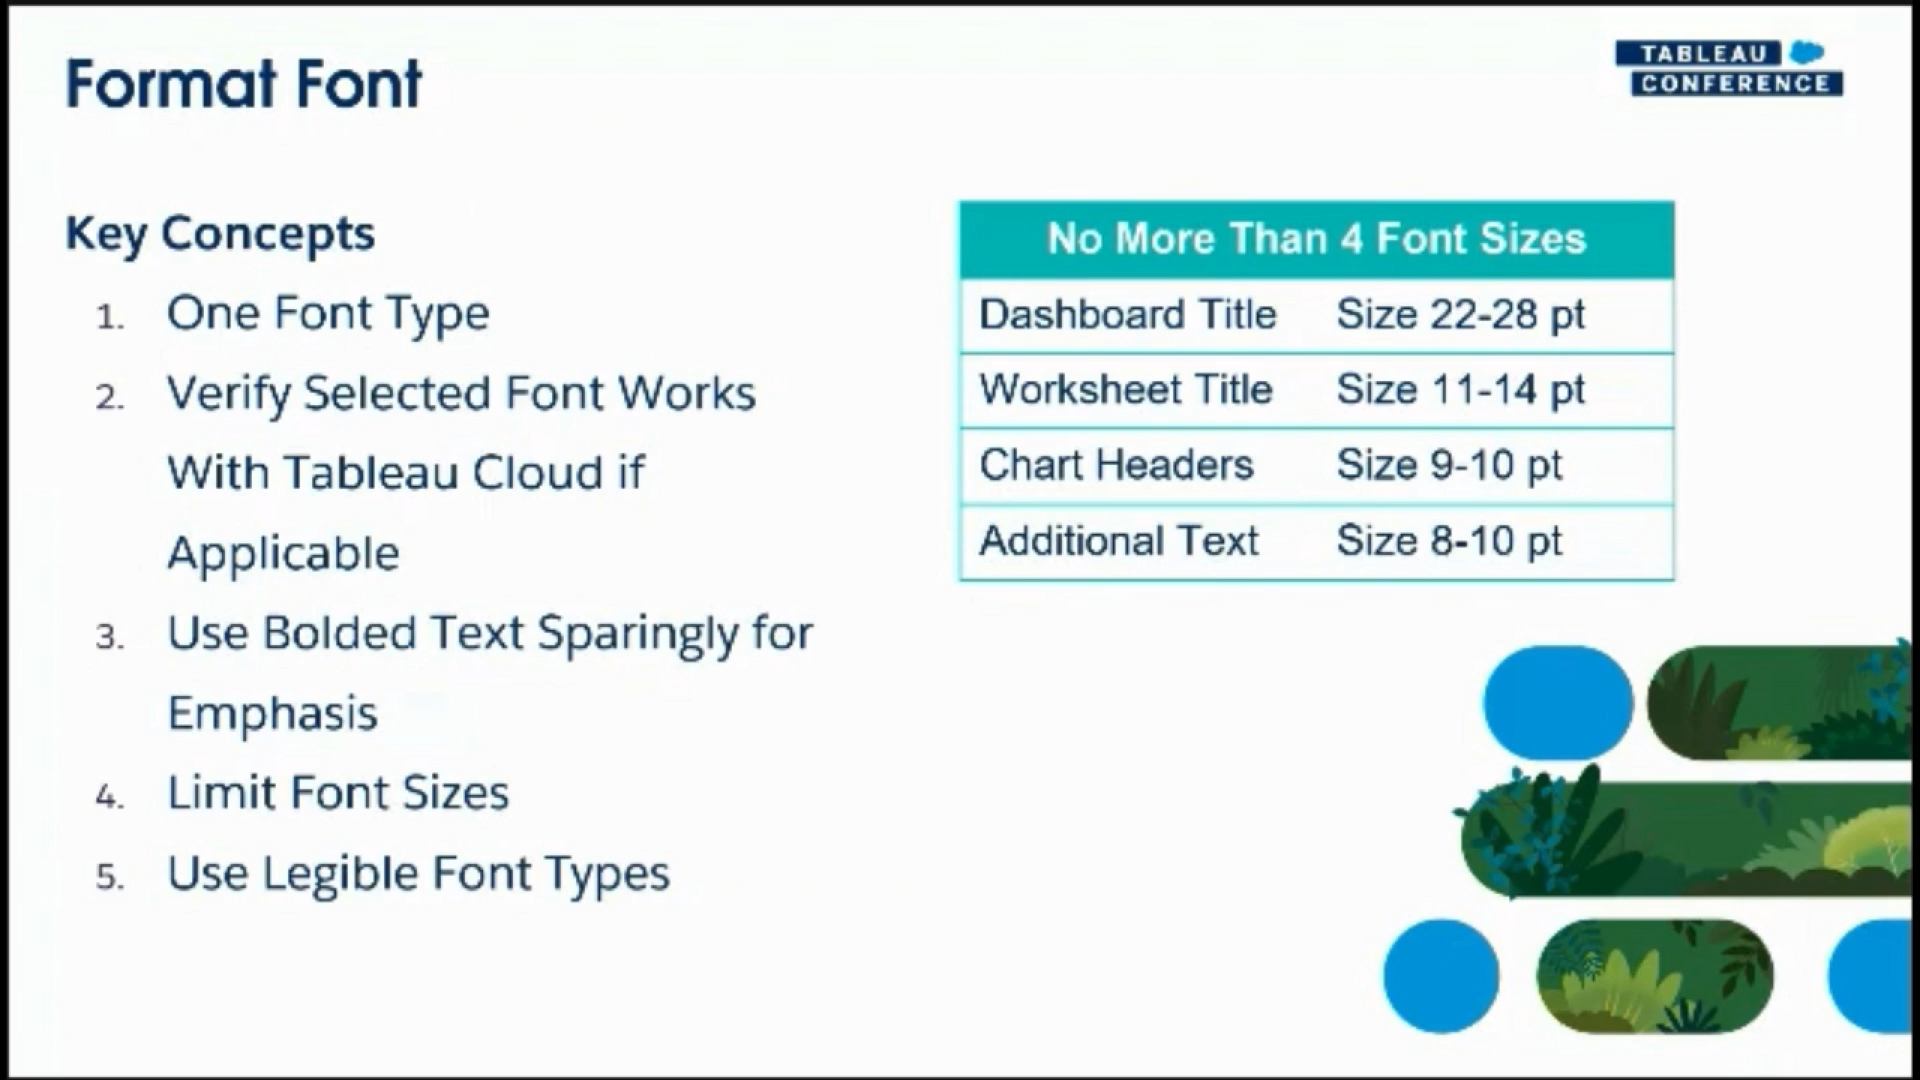 Format Font
TABLEAU
CONFERENCE
Key Concepts
1. One Font Type
2. Verify Selected Font Works
With Tableau Cloud if
Applicable
3. Use Bolded Text Sparingly for
Emphasis
4. Limit Font Sizes
5. Use Legible Font Types
No More Than 4 Font Sizes
Dashboard Title Size 22-28 pt
Worksheet Title Size 11-14 pt
Chart Headers Size 9-10 pt
Additional Text Size 8-10 pt